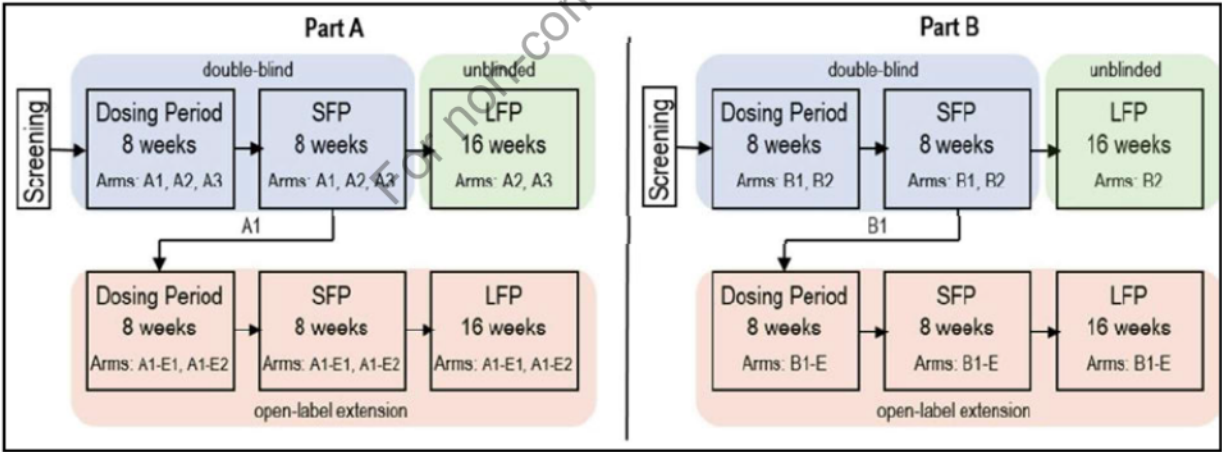 Part A
double-blind
unblinded
Screening
Dosing Period
8 weeks
Arms: A1, A2, A3
SFP
8 weeks
Arms: A1, A2, A3
LFP
16 weeks
Arms: A2, A3
A1
Dosing Period
8 weeks
Arms: A1-E1, A1-E2
SFP
8 weeks
Arms: A1-E1, A1-E2
LFP
16 weeks
Arms: A1-E1, A1-E2
open-label extension
Part B
double-blind
unblinded
Screening
Dosing Period
8 weeks
Arms: B1, B2
SFP
8 weeks
Arms: B1, B2
LFP
16 weeks
Arms: B2
B1
Dosing Period
8 weeks
Arms: B1-E
SFP
8 weeks
Arms: B1-E
LFP
16 weeks
Arms: B1-E
open-label extension
For non-com